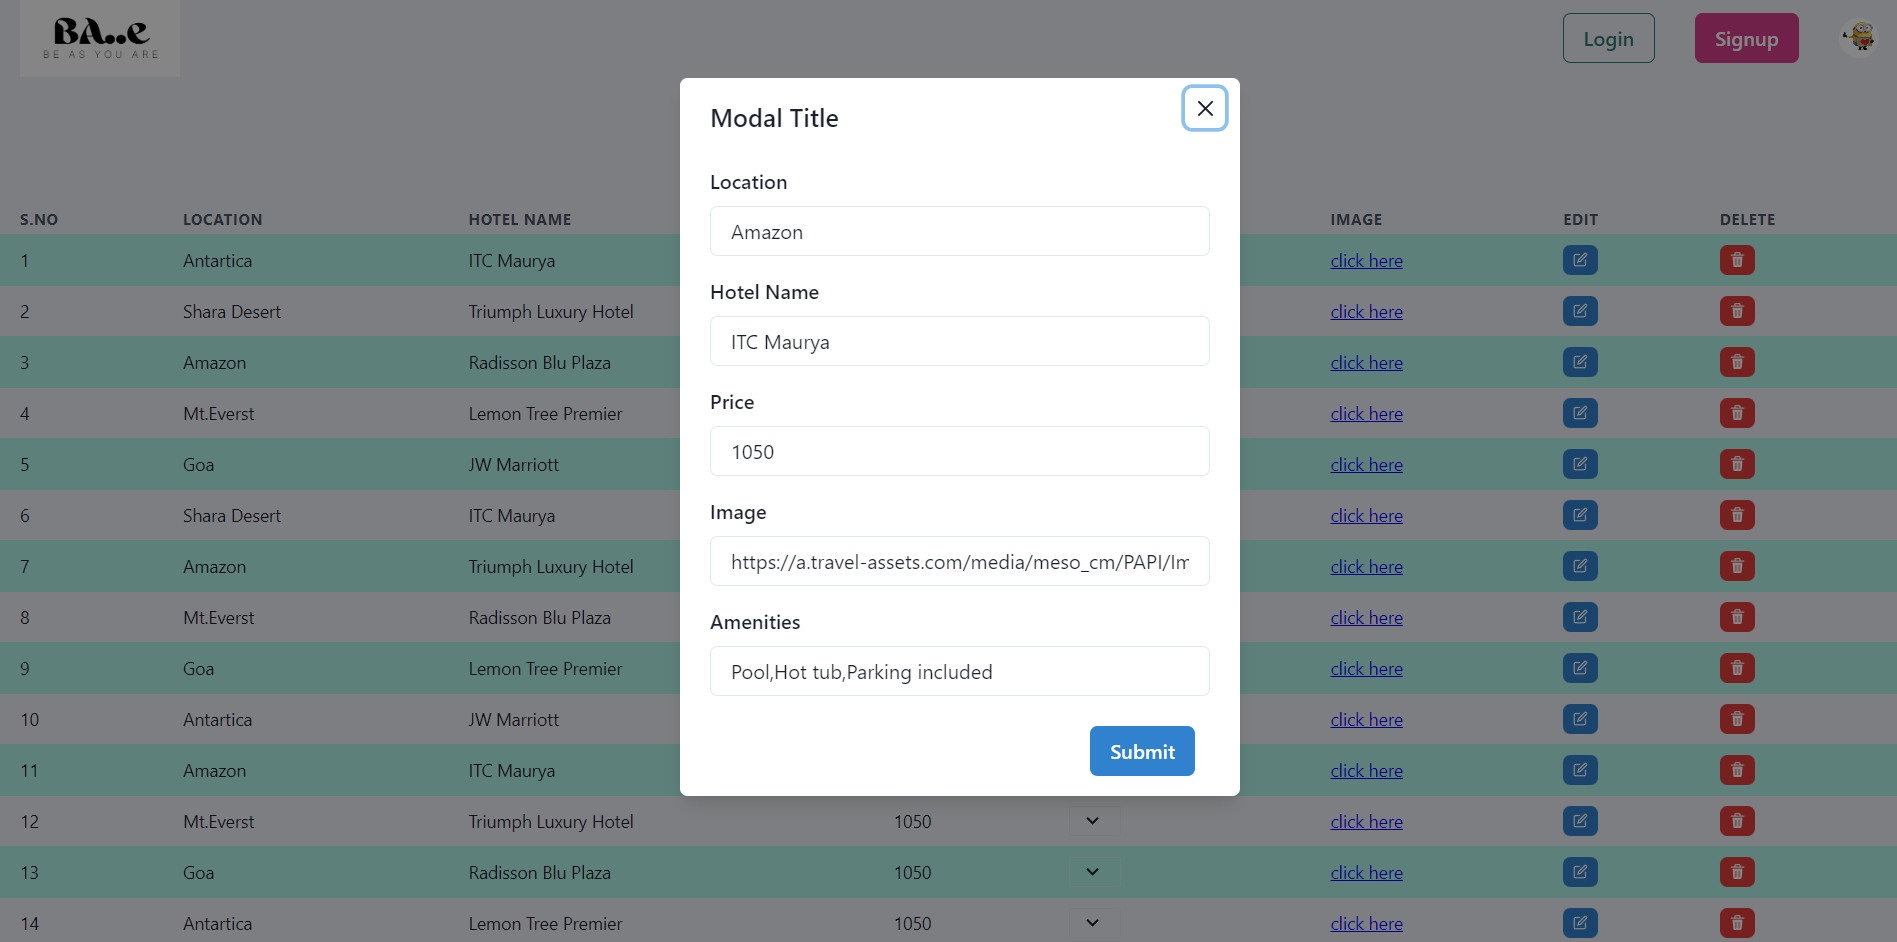 BA..e
BE AS YOU ARE
Login
Signup
Modal Title
Location
Amazon
Hotel Name
ITC Maurya
Price
1050
Image
https://a.travel-assets.com/media/meso_cm/PAPI/Im
Amenities
Pool,Hot tub,Parking included
Submit
S.NO LOCATION HOTEL NAME IMAGE EDIT DELETE
1 Antartica ITC Maurya click here
2 Shara Desert Triumph Luxury Hotel click here
3 Amazon Radisson Blu Plaza click here
4 Mt.Everst Lemon Tree Premier click here
5 Goa JW Marriott click here
6 Shara Desert ITC Maurya click here
7 Amazon Triumph Luxury Hotel click here
8 Mt.Everst Radisson Blu Plaza click here
9 Goa Lemon Tree Premier click here
10 Antartica JW Marriott click here
11 Amazon ITC Maurya click here
12 Mt.Everst Triumph Luxury Hotel 1050 click here
13 Goa Radisson Blu Plaza 1050 click here
14 Antartica Lemon Tree Premier 1050 click here